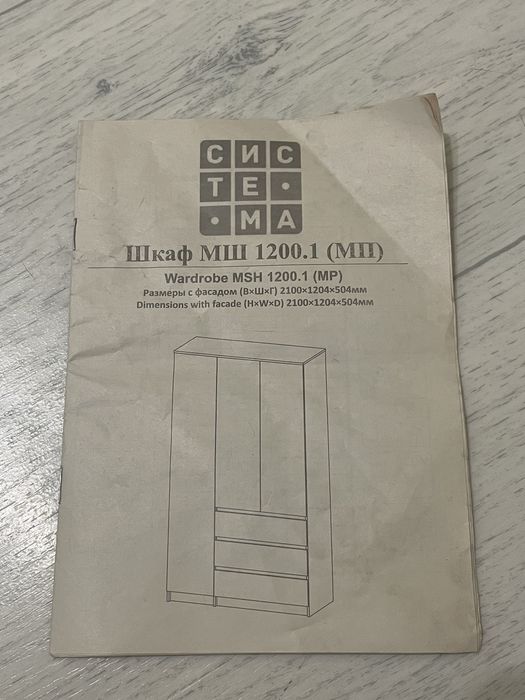 СИС
ТЕ•
•МА
Шкаф МШ 1200.1 (МП)
Wardrobe MSH 1200.1 (MP)
Размеры с фасадом (В×Ш×Г) 2100×1204×504мм
Dimensions with facade (H×W×D) 2100×1204×504мм